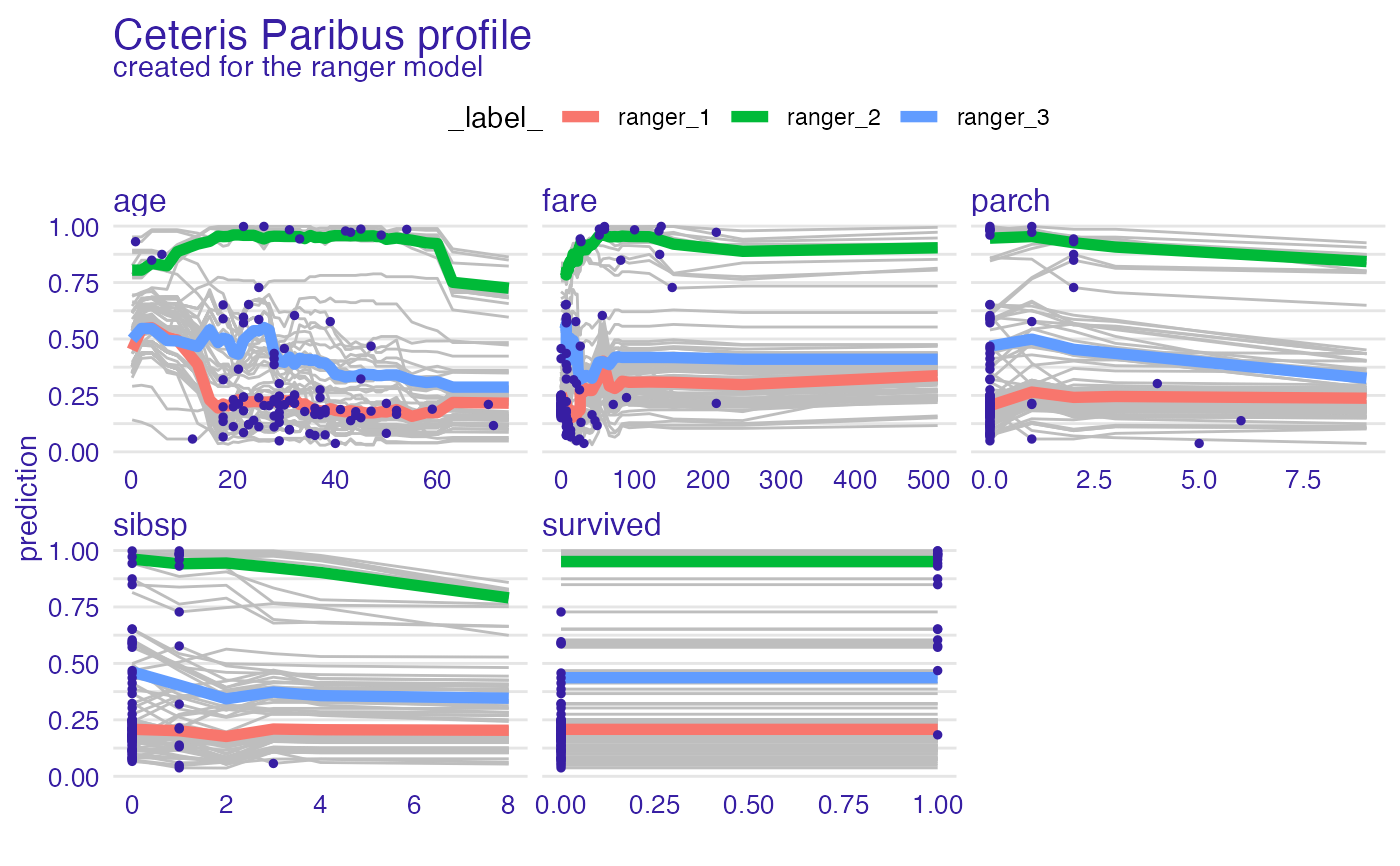 Ceteris Paribus profile
created for the ranger model
_label_ ranger_1 ranger_2 ranger_3
age fare parch
1.00
0.75
0.50
0.25
0.00
0 20 40 60 0 100 200 300 400 500 0.0 2.5 5.0 7.5
prediction
sibsp survived
1.00
0.75
0.50
0.25
0.00
0 2 4 6 8 0.00 0.25 0.50 0.75 1.00